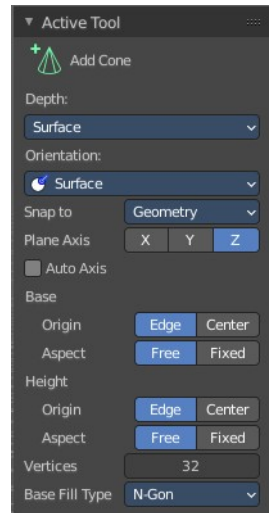 Active Tool
Add Cone
Depth:
Surface
Orientation:
Surface
Snap to Geometry
Plane Axis X Y Z
Auto Axis
Base
Origin Edge Center
Aspect Free Fixed
Height
Origin Edge Center
Aspect Free Fixed
Vertices 32
Base Fill Type N-Gon